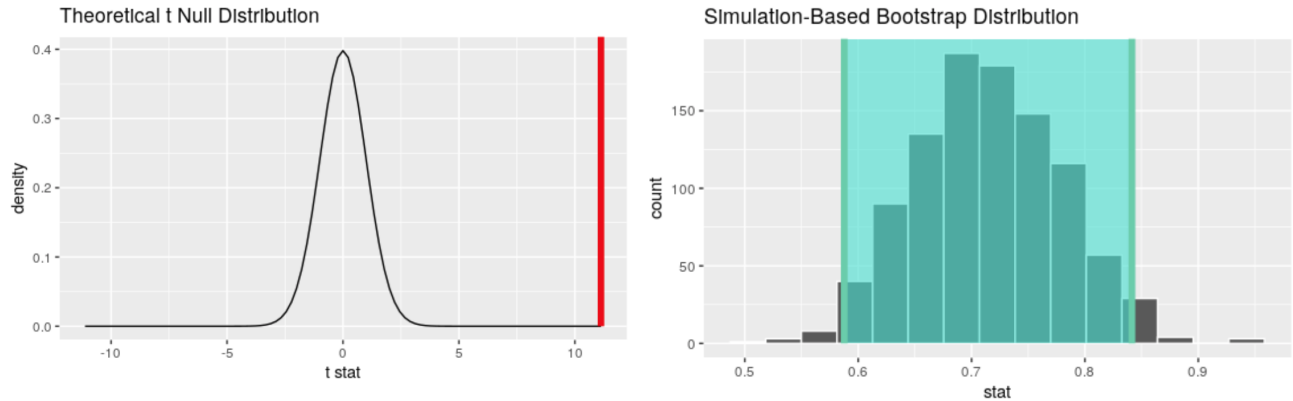 Theoretical t Null Distribution
0.4
0.3
0.2
0.1
0.0
density
-10 -5 0 5 10
t stat
Simulation-Based Bootstrap Distribution
150
100
50
0
count
0.5 0.6 0.7 0.8 0.9
stat